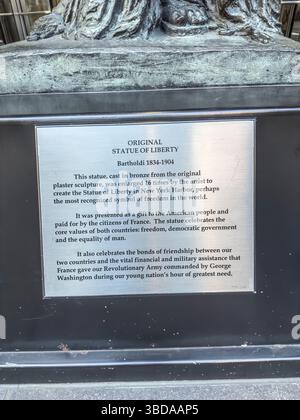 ORIGINAL
STATUE OF LIBERTY
Bartholdi 1834-1904
This statue, cast in bronze from the original
plaster sculpture, was enlarged 16 times by the artist to
create the Statue of Liberty in New York Harbor, perhaps
the most recognized symbol of freedom in the world.
It was presented as a gift to the American people and
paid for by the citizens of France. The statue celebrates the
core values of both countries: freedom, democratic government
and the equality of man.
It also celebrates the bonds of friendship between our
two countries and the vital financial and military assistance that
France gave our Revolutionary Army commanded by George
Washington during our young nation's hour of greatest need.